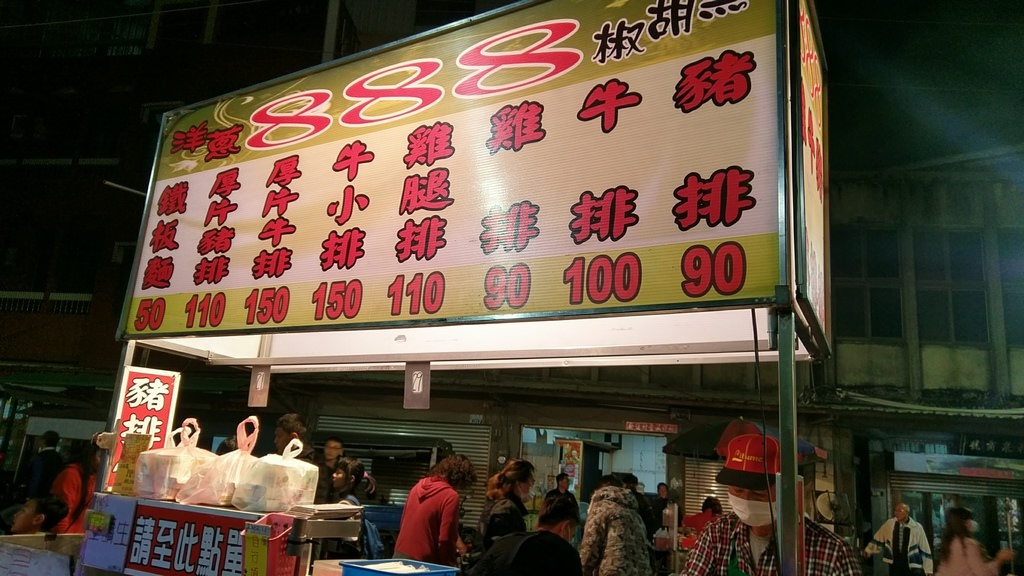 洋蔥 888 黑胡椒
豬排 90
牛排 100
雞排 90
雞腿排 110
牛小排 150
厚片牛排 150
厚片豬排 110
鐵板麵 50
豬排
請至此點單